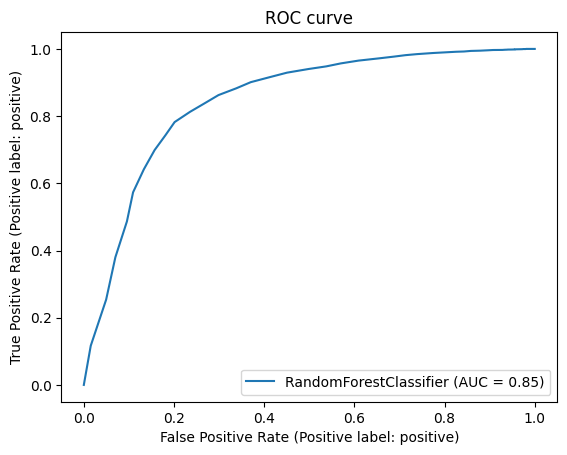 ROC curve
1.0
0.8
0.6
0.4
0.2
0.0
True Positive Rate (Positive label: positive)
RandomForestClassifier (AUC = 0.85)
0.0 0.2 0.4 0.6 0.8 1.0
False Positive Rate (Positive label: positive)